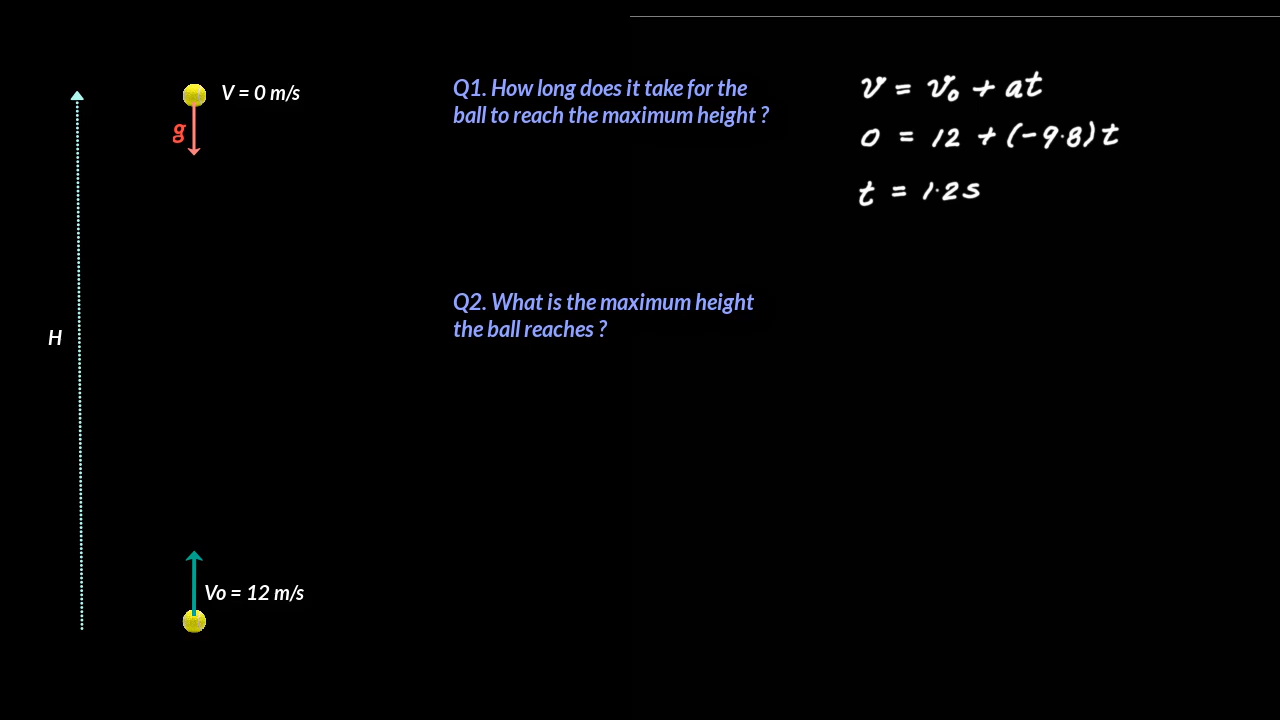 V = 0 m/s
g
H
Vo = 12 m/s
Q1. How long does it take for the
ball to reach the maximum height ?
v = v₀ + at
0 = 12 + (-9.8) t
t = 1.2s
Q2. What is the maximum height
the ball reaches ?